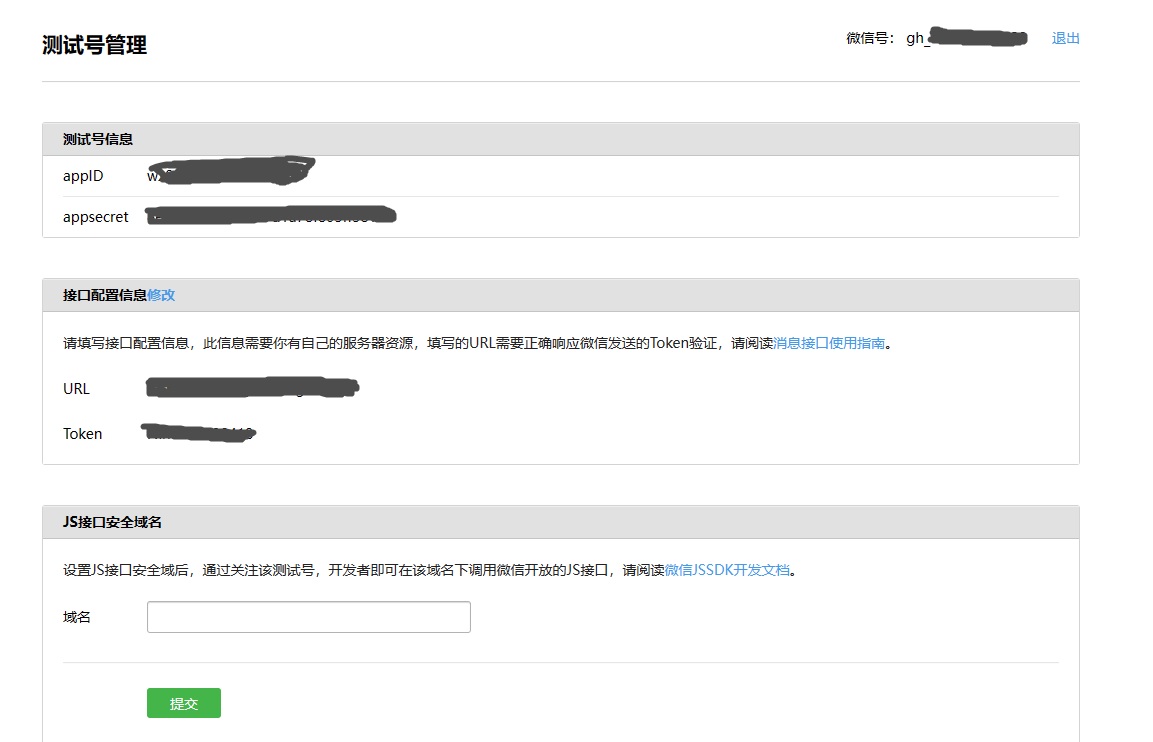 测试号管理
微信号： gh_ 退出
测试号信息
appID
appsecret
接口配置信息修改
请填写接口配置信息，此信息需要你有自己的服务器资源，填写的URL需要正确响应微信发送的Token验证，请阅读消息接口使用指南。
URL
Token
JS接口安全域名
设置JS接口安全域后，通过关注该测试号，开发者即可在该域名下调用微信开放的JS接口，请阅读微信JSSDK开发文档。
域名
提交